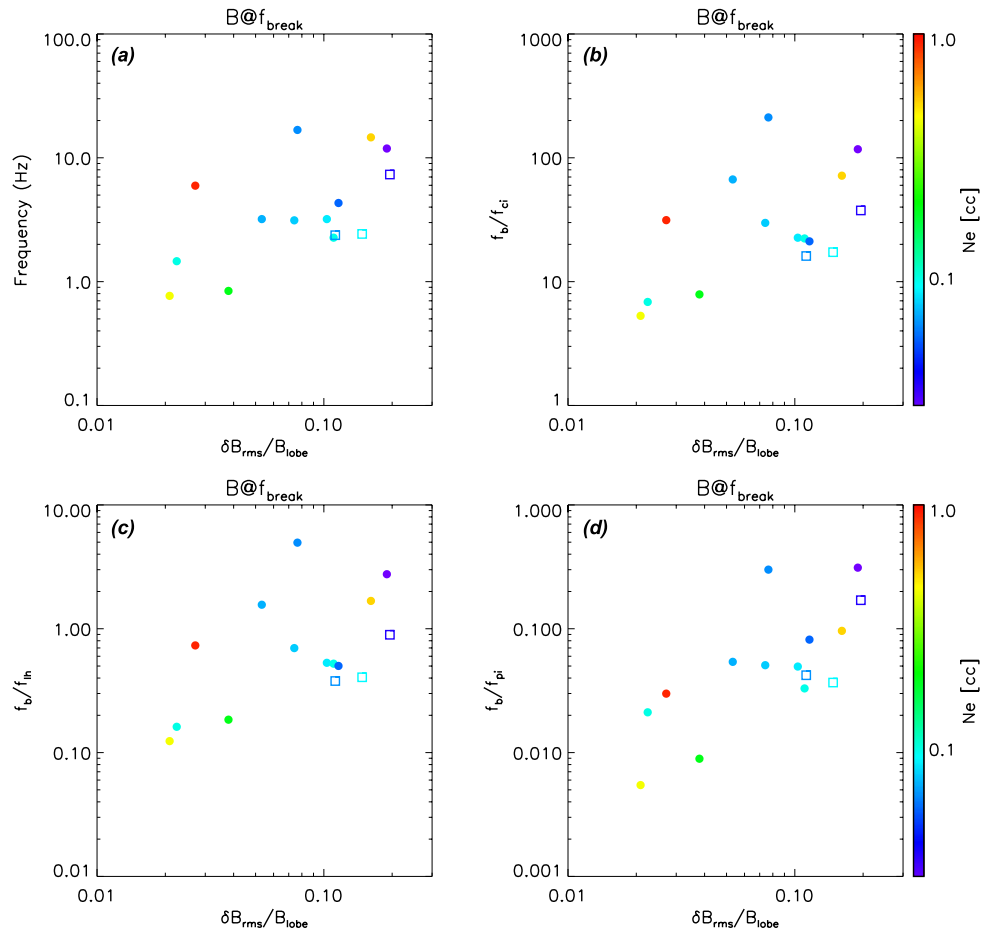 B@f_break
B@f_break
(a)
(b)
100.0
10.0
1.0
0.1
Frequency (Hz)
0.01
0.10
δB_rms/B_lobe
1000
100
10
1
f_b/f_ci
0.01
0.10
δB_rms/B_lobe
1.0
0.1
Ne [cc]
B@f_break
B@f_break
(c)
(d)
10.00
1.00
0.10
0.01
f_b/f_lh
0.01
0.10
δB_rms/B_lobe
1.000
0.100
0.010
0.001
f_b/f_pi
0.01
0.10
δB_rms/B_lobe
1.0
0.1
Ne [cc]